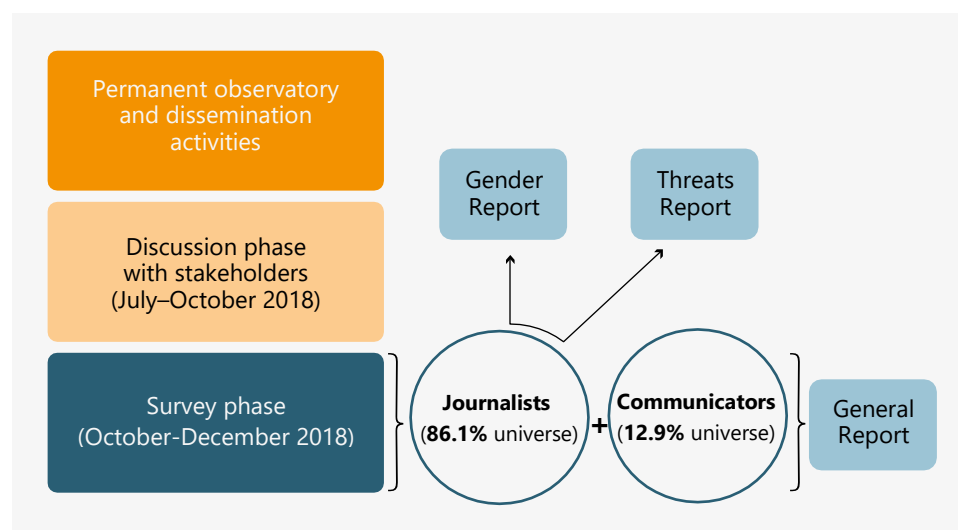 Permanent observatory
and dissemination
activities
Discussion phase
with stakeholders
(July–October 2018)
Survey phase
(October-December 2018)
Gender
Report
Threats
Report
Journalists
(86.1% universe)
+
Communicators
(12.9% universe)
General
Report